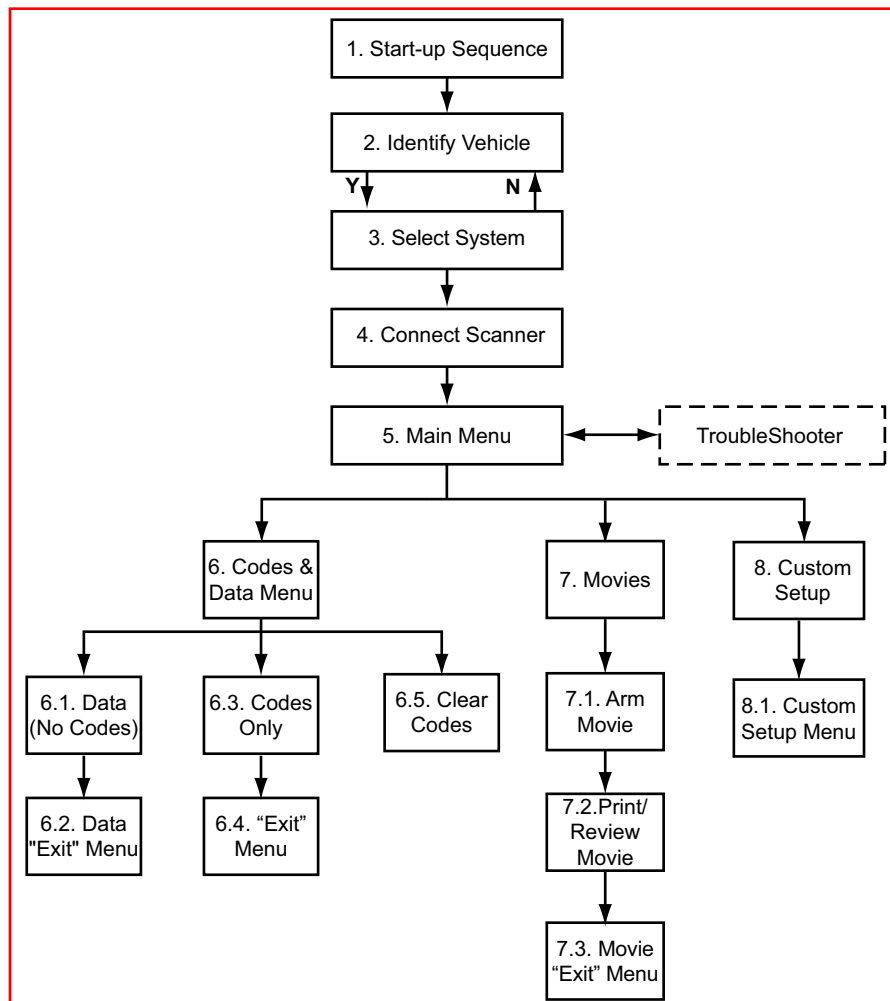 1. Start-up Sequence
2. Identify Vehicle
Y
N
3. Select System
4. Connect Scanner
5. Main Menu
TroubleShooter
6. Codes &
Data Menu
7. Movies
8. Custom
Setup
6.1. Data
(No Codes)
6.3. Codes
Only
6.5. Clear
Codes
7.1. Arm
Movie
8.1. Custom
Setup Menu
6.2. Data
"Exit" Menu
6.4. “Exit”
Menu
7.2.Print/
Review
Movie
7.3. Movie
“Exit” Menu